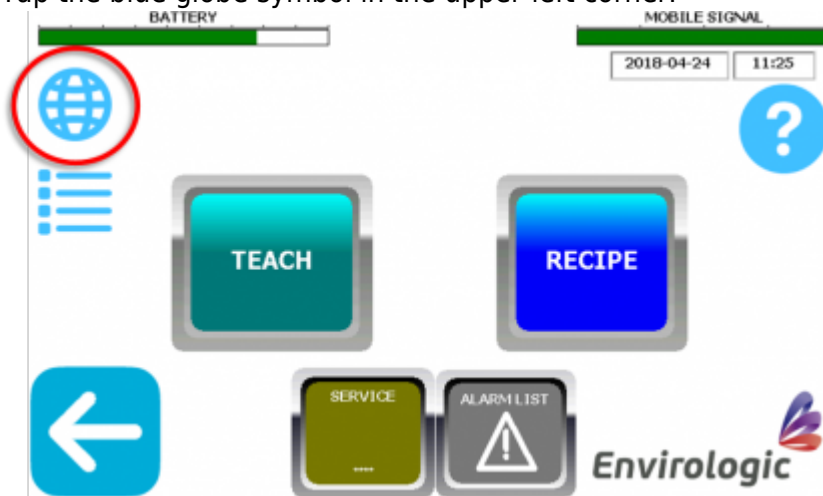 Tap the blue globe symbol in the upper left corner.
BATTERY
MOBILE SIGNAL
2018-04-24 11:25
?
TEACH
RECIPE
SERVICE
ALARM LIST
----
Envirologic